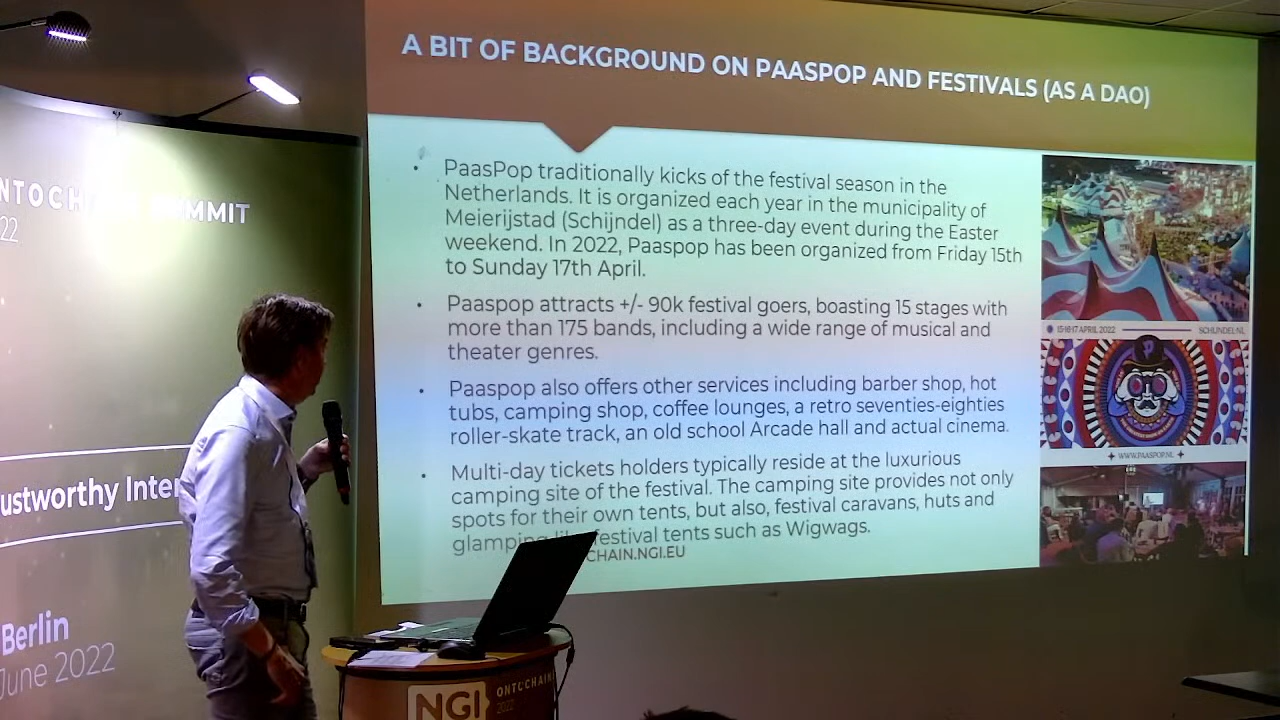 A BIT OF BACKGROUND ON PAASPOP AND FESTIVALS (AS A DAO)
• PaasPop traditionally kicks of the festival season in the
Netherlands. It is organized each year in the municipality of
Meierijstad (Schijndel) as a three-day event during the Easter
weekend. In 2022, Paaspop has been organized from Friday 15th
to Sunday 17th April.
• Paaspop attracts +/- 90k festival goers, boasting 15 stages with
more than 175 bands, including a wide range of musical and
theater genres.
• Paaspop also offers other services including barber shop, hot
tubs, camping shop, coffee lounges, a retro seventies-eighties
roller-skate track, an old school Arcade hall and actual cinema.
• Multi-day tickets holders typically reside at the luxurious
camping site of the festival. The camping site provides not only
spots for their own tents, but also, festival caravans, huts and
glamping festival tents such as Wigwags.
CHAIN.NGI.EU
15·16·17 APRIL 2022 SCHIJNDEL·NL
WWW.PAASPOP.NL
NTOCH MMIT
22
ustworthy Inter
Berlin
June 2022
NGI ONTOCHAIN
2022